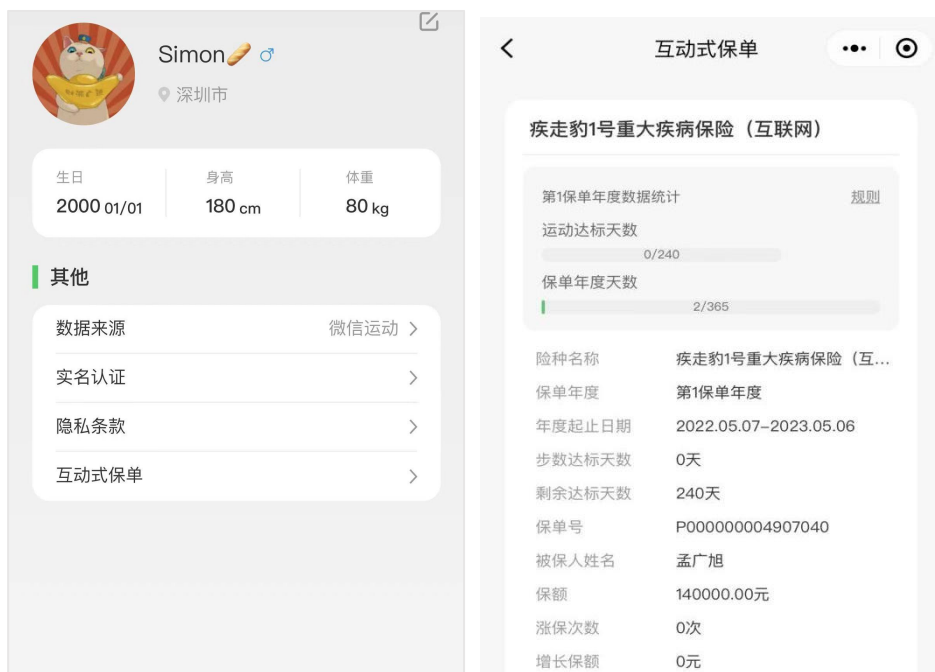 Simon
深圳市
生日 身高 体重
2000 01/01 180 cm 80 kg
其他
数据来源 微信运动
实名认证
隐私条款
互动式保单
互动式保单
疾走豹1号重大疾病保险（互联网）
第1保单年度数据统计 规则
运动达标天数
0/240
保单年度天数
2/365
险种名称 疾走豹1号重大疾病保险（互...
保单年度 第1保单年度
年度起止日期 2022.05.07-2023.05.06
步数达标天数 0天
剩余达标天数 240天
保单号 P000000004907040
被保人姓名 孟广旭
保额 140000.00元
涨保次数 0次
增长保额 0元